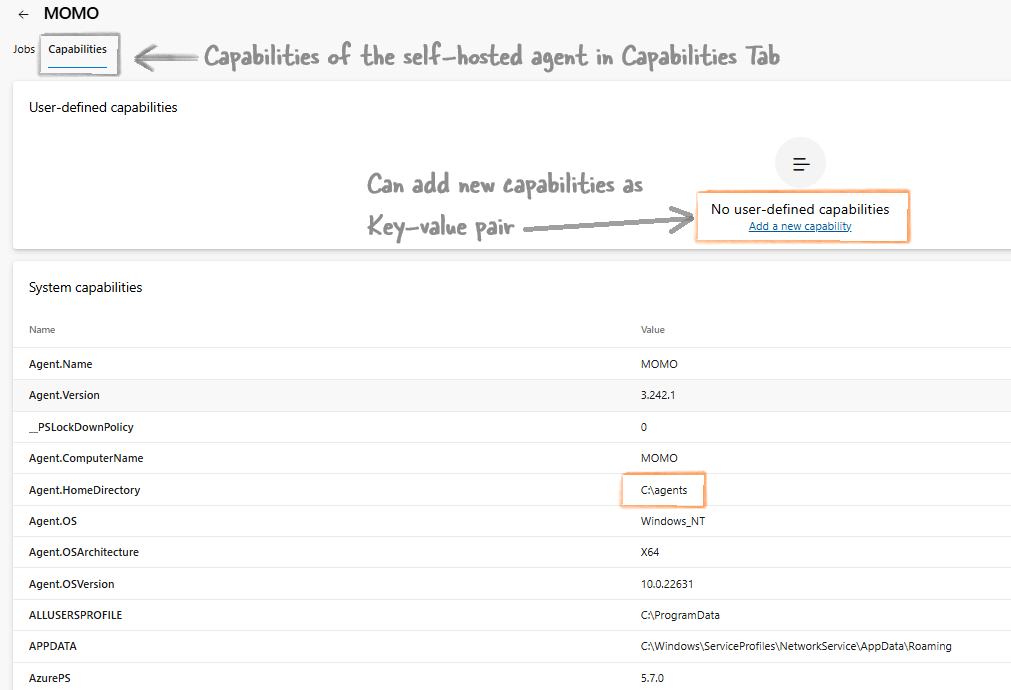 ← MOMO
Jobs Capabilities
Capabilities of the self-hosted agent in Capabilities Tab
User-defined capabilities
Can add new capabilities as
Key-value pair
No user-defined capabilities
Add a new capability
System capabilities
Name Value
Agent.Name MOMO
Agent.Version 3.242.1
__PSLockDownPolicy 0
Agent.ComputerName MOMO
Agent.HomeDirectory C:\agents
Agent.OS Windows_NT
Agent.OSArchitecture X64
Agent.OSVersion 10.0.22631
ALLUSERSPROFILE C:\ProgramData
APPDATA C:\Windows\ServiceProfiles\NetworkService\AppData\Roaming
AzurePS 5.7.0